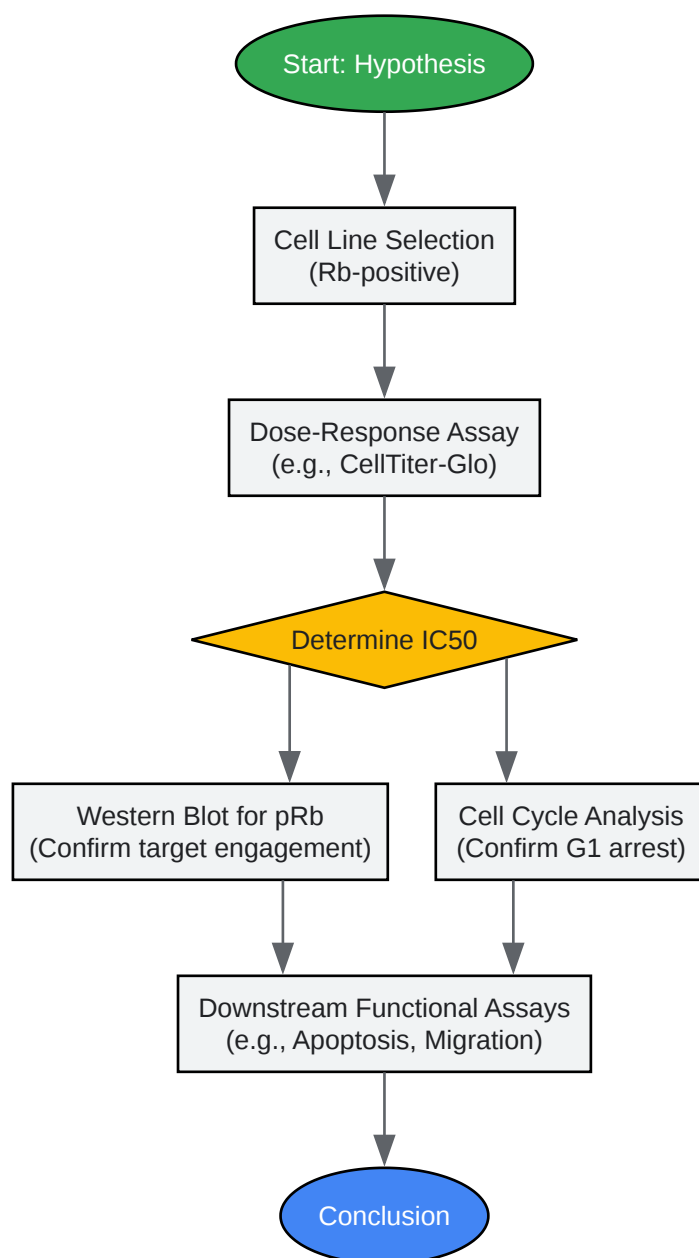 Start: Hypothesis
Cell Line Selection
(Rb-positive)
Dose-Response Assay
(e.g., CellTiter-Glo)
Determine IC50
Western Blot for pRb
(Confirm target engagement)
Cell Cycle Analysis
(Confirm G1 arrest)
Downstream Functional Assays
(e.g., Apoptosis, Migration)
Conclusion